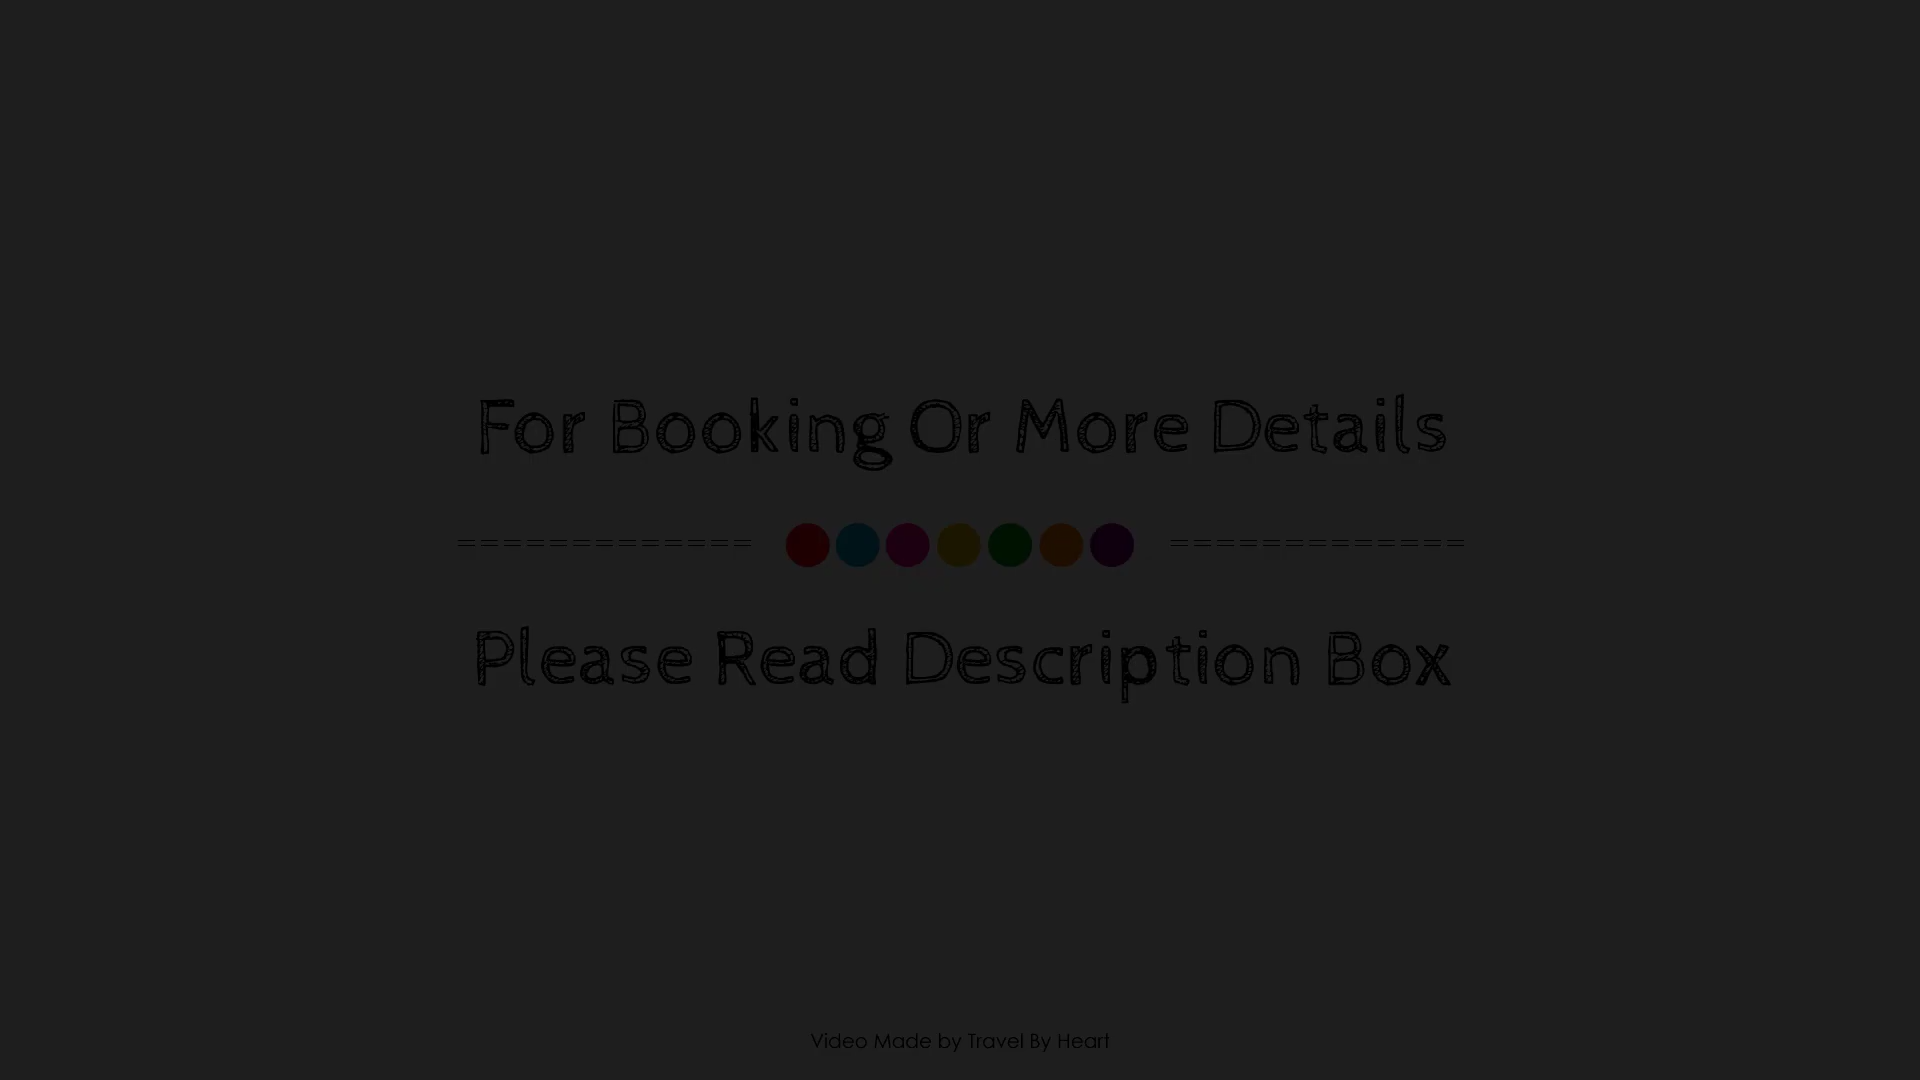 For Booking Or More Details
============= =============
Please Read Description Box
Video Made by Travel By Heart